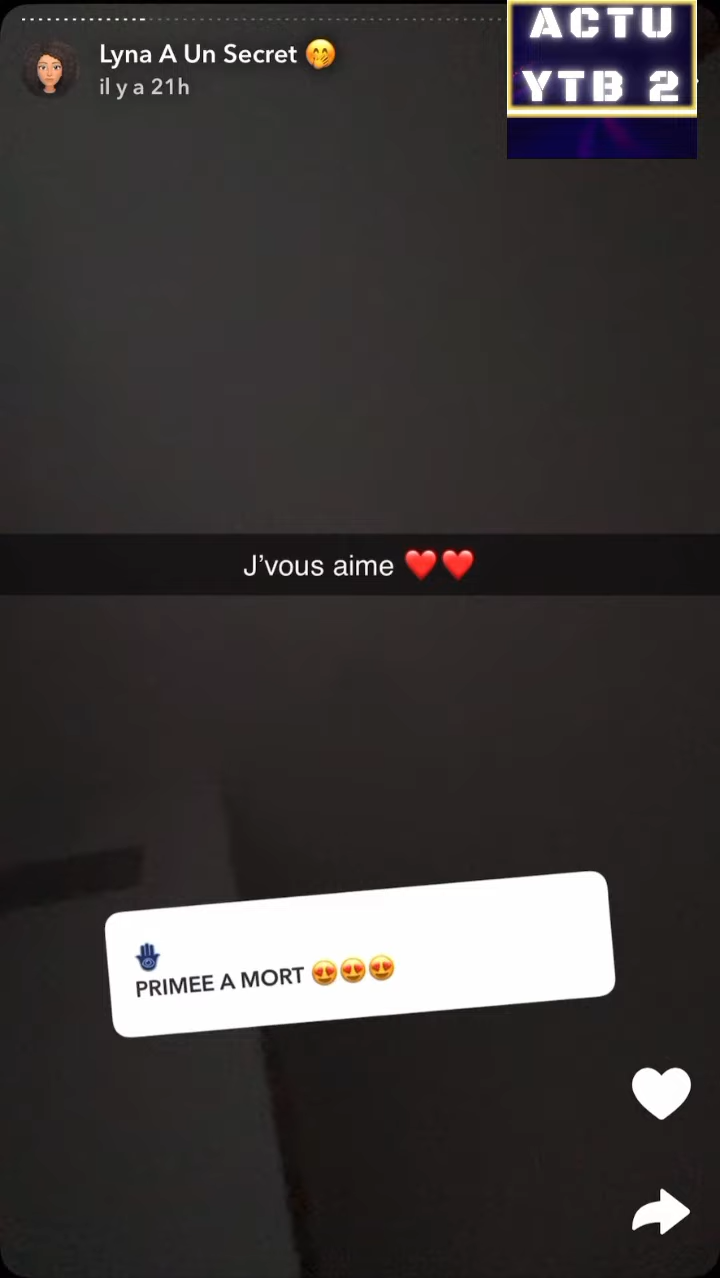 Lyna A Un Secret 🤭
il y a 21h
ACTU
YTB 2
J’vous aime ❤️❤️
🪬
PRIMEE A MORT 😍😍😍